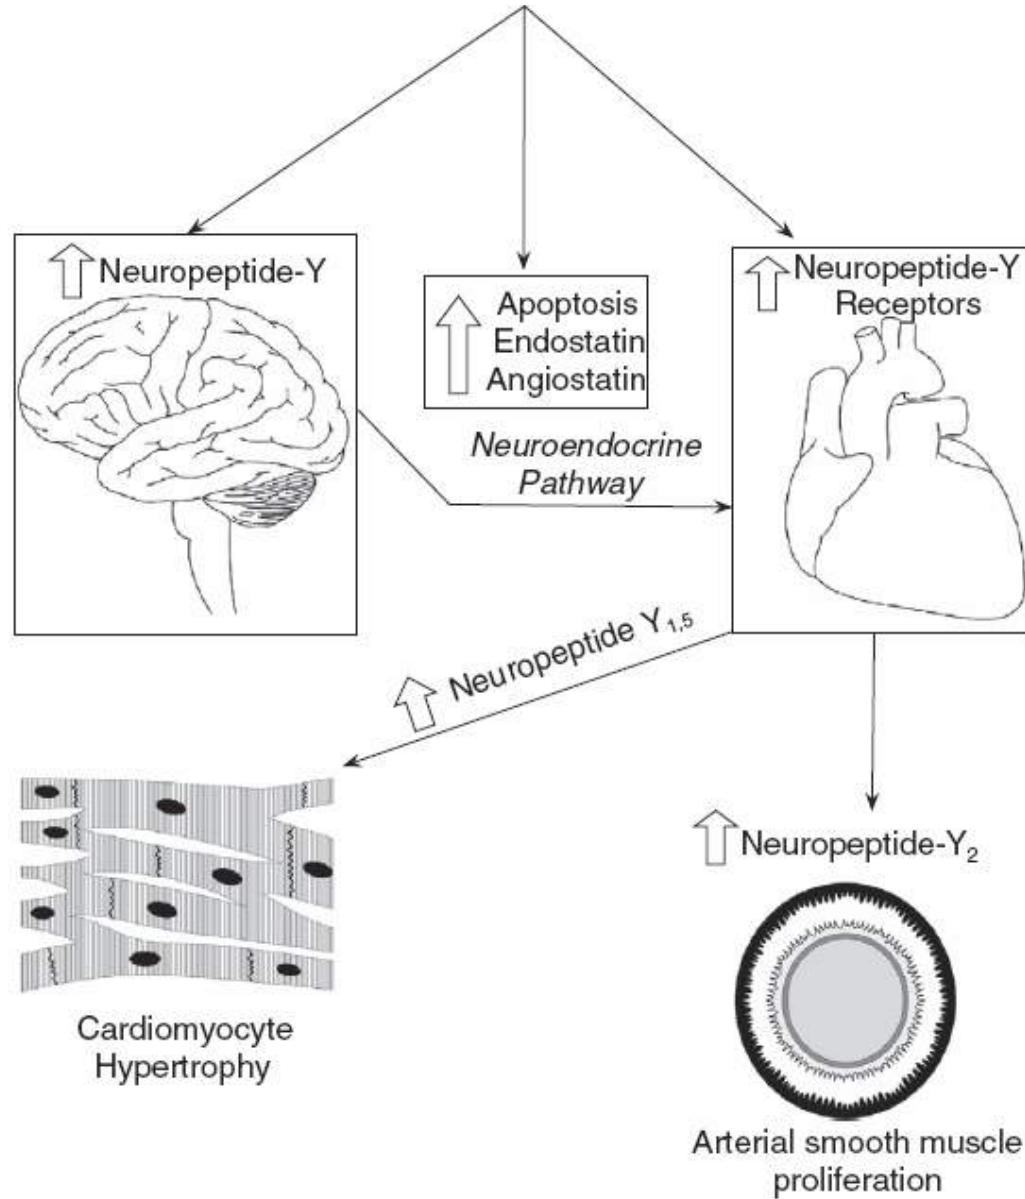 Neuropeptide-Y
Apoptosis
Endostatin
Angiostatin
Neuropeptide-Y
Receptors
Neuroendocrine
Pathway
Neuropeptide Y1,5
Neuropeptide-Y2
Cardiomyocyte
Hypertrophy
Arterial smooth muscle
proliferation